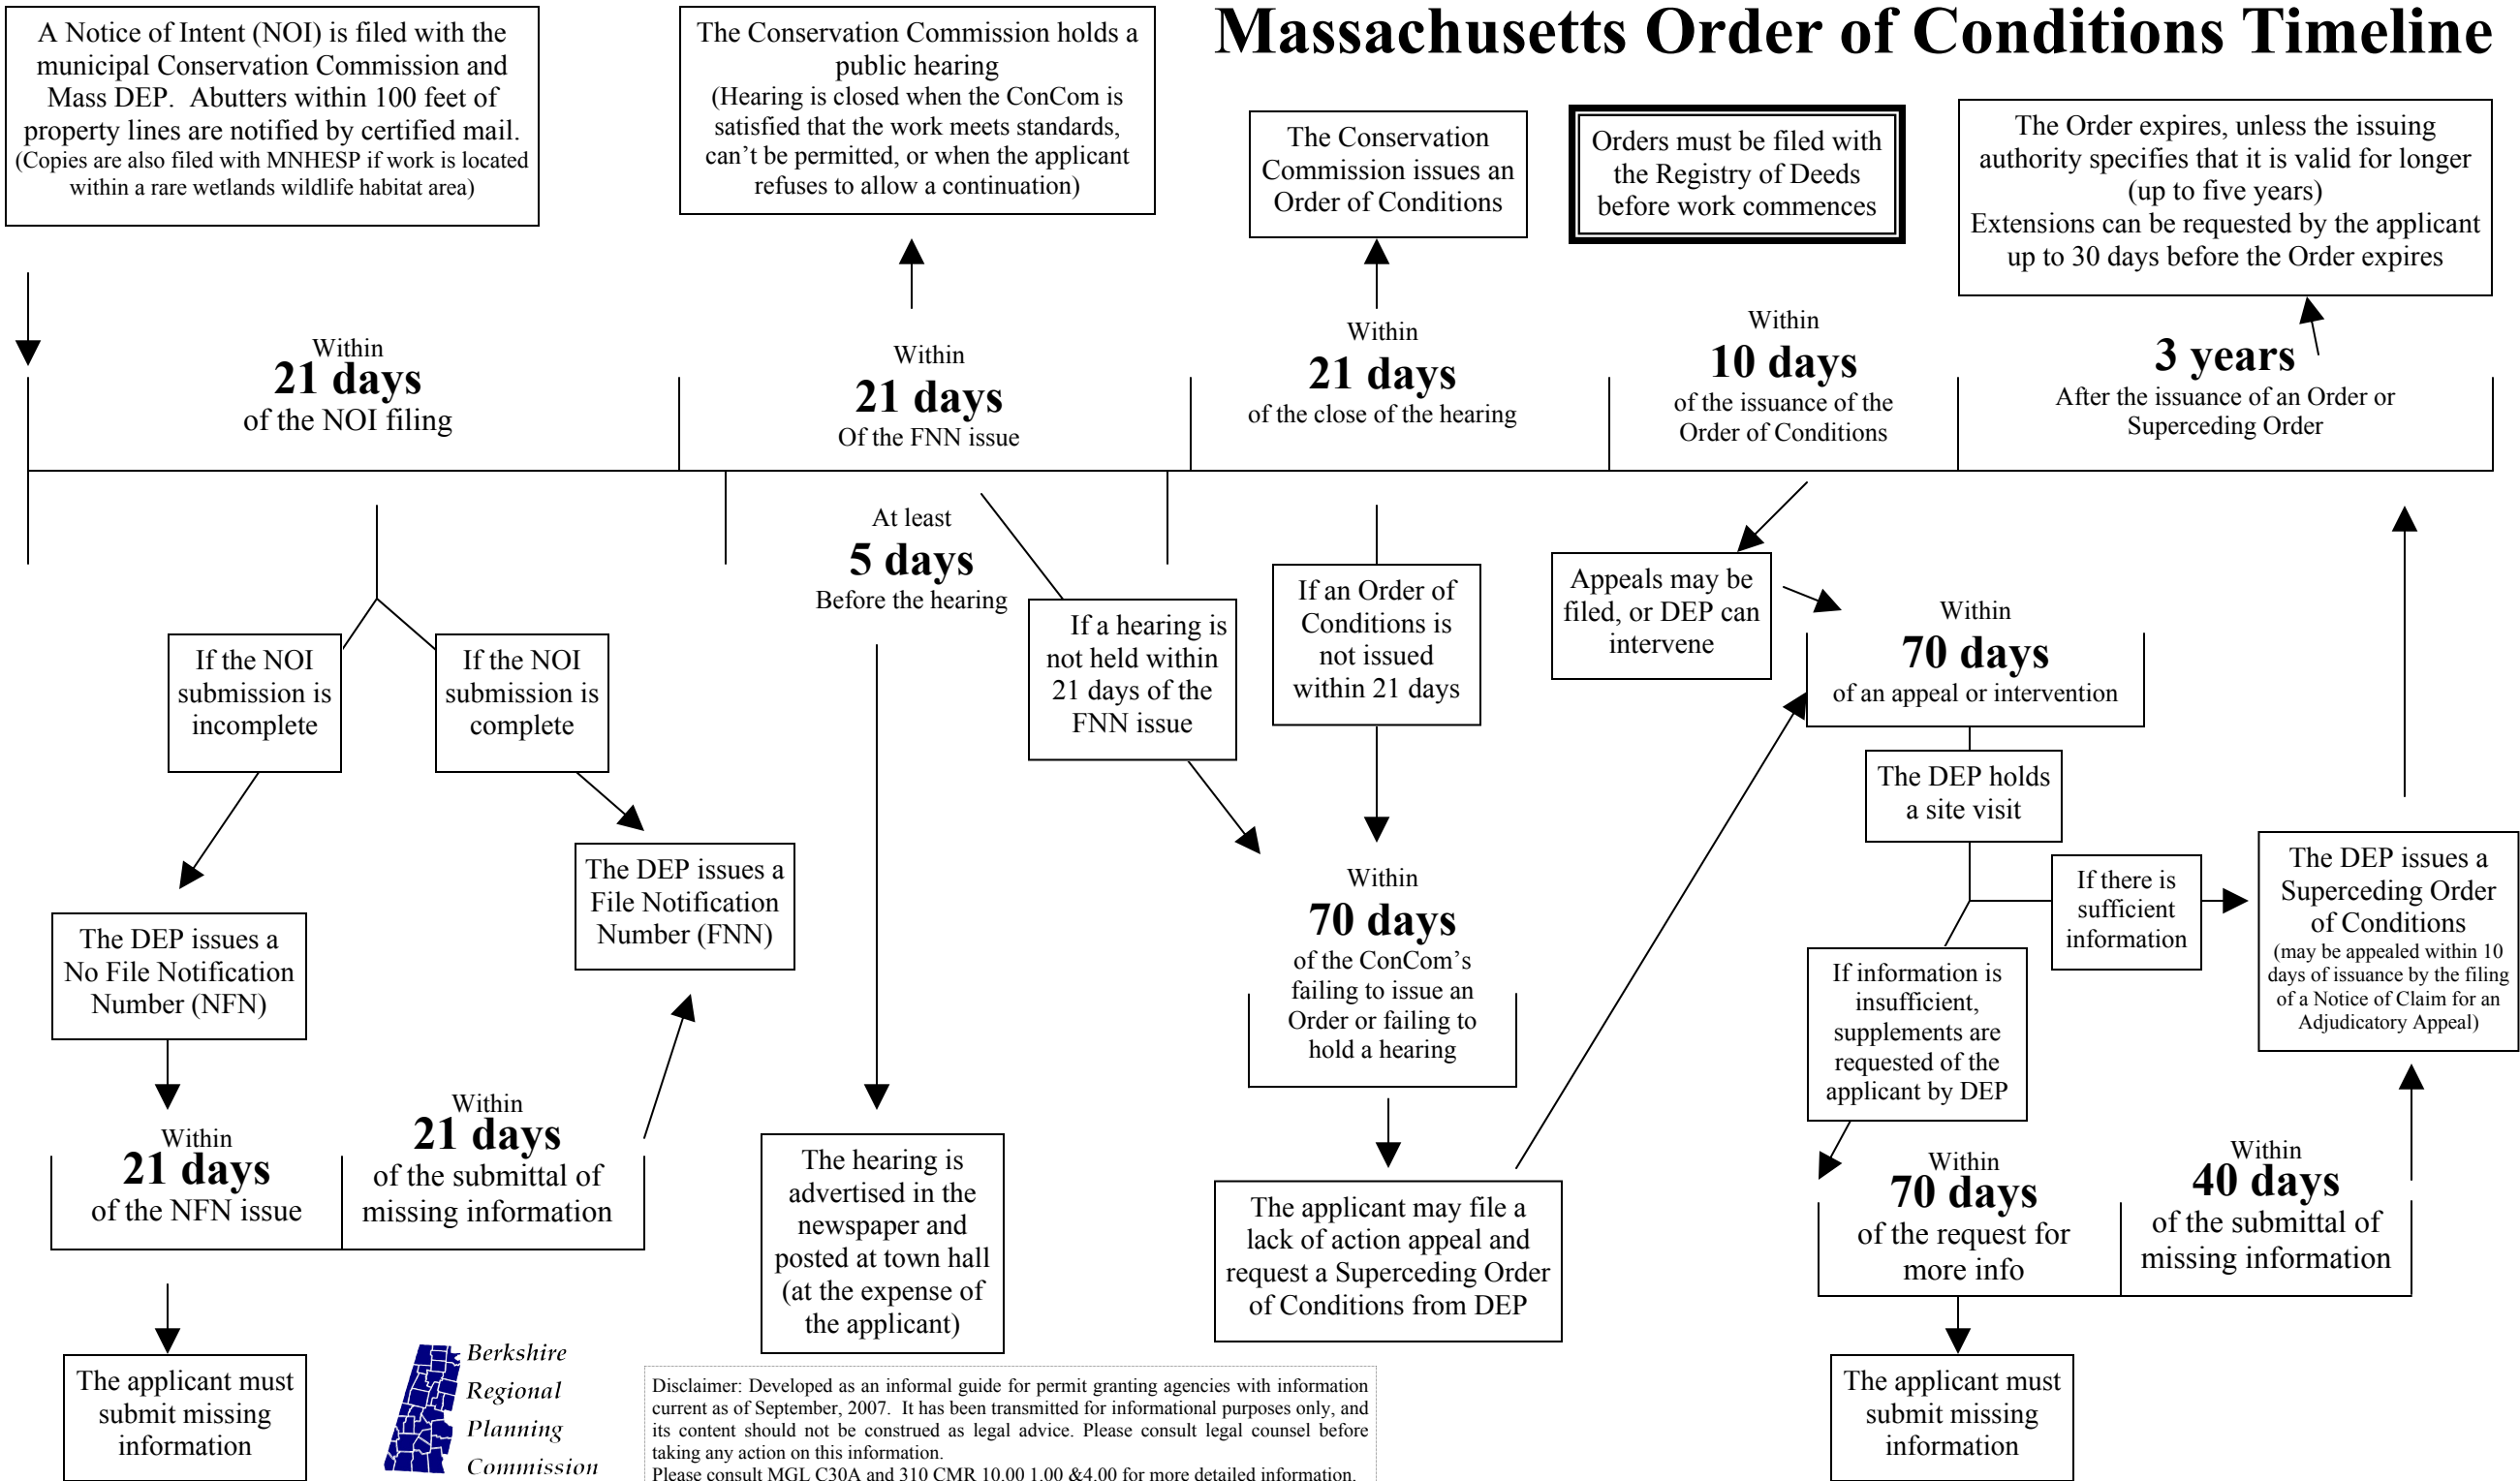 Massachusetts Order of Conditions Timeline
A Notice of Intent (NOI) is filed with the
municipal Conservation Commission and
Mass DEP. Abutters within 100 feet of
property lines are notified by certified mail.
(Copies are also filed with MNHESP if work is located
within a rare wetlands wildlife habitat area)
The Conservation Commission holds a
public hearing
(Hearing is closed when the ConCom is
satisfied that the work meets standards,
can't be permitted, or when the applicant
refuses to allow a continuation)
The Conservation
Commission issues an
Order of Conditions
Orders must be filed with
the Registry of Deeds
before work commences
The Order expires, unless the issuing
authority specifies that it is valid for longer
(up to five years)
Extensions can be requested by the applicant
up to 30 days before the Order expires
Within
21 days
of the NOI filing
Within
21 days
Of the FNN issue
Within
21 days
of the close of the hearing
Within
10 days
of the issuance of the
Order of Conditions
3 years
After the issuance of an Order or
Superceding Order
At least
5 days
Before the hearing
If the NOI
submission is
incomplete
If the NOI
submission is
complete
If a hearing is
not held within
21 days of the
FNN issue
If an Order of
Conditions is
not issued
within 21 days
Appeals may be
filed, or DEP can
intervene
Within
70 days
of an appeal or intervention
The DEP holds
a site visit
The DEP issues a
File Notification
Number (FNN)
The DEP issues a
No File Notification
Number (NFN)
Within
70 days
of the ConCom's
failing to issue an
Order or failing to
hold a hearing
If there is
sufficient
information
The DEP issues a
Superceding Order
of Conditions
(may be appealed within 10
days of issuance by the filing
of a Notice of Claim for an
Adjudicatory Appeal)
If information is
insufficient,
supplements are
requested of the
applicant by DEP
Within
21 days
of the NFN issue
Within
21 days
of the submittal of
missing information
The hearing is
advertised in the
newspaper and
posted at town hall
(at the expense of
the applicant)
The applicant may file a
lack of action appeal and
request a Superceding Order
of Conditions from DEP
Within
70 days
of the request for
more info
Within
40 days
of the submittal of
missing information
The applicant must
submit missing
information
Berkshire
Regional
Planning
Commission
Disclaimer: Developed as an informal guide for permit granting agencies with information
current as of September, 2007. It has been transmitted for informational purposes only, and
its content should not be construed as legal advice. Please consult legal counsel before
taking any action on this information.
Please consult MGL C30A and 310 CMR 10.00 1.00 &4.00 for more detailed information.
The applicant must
submit missing
information